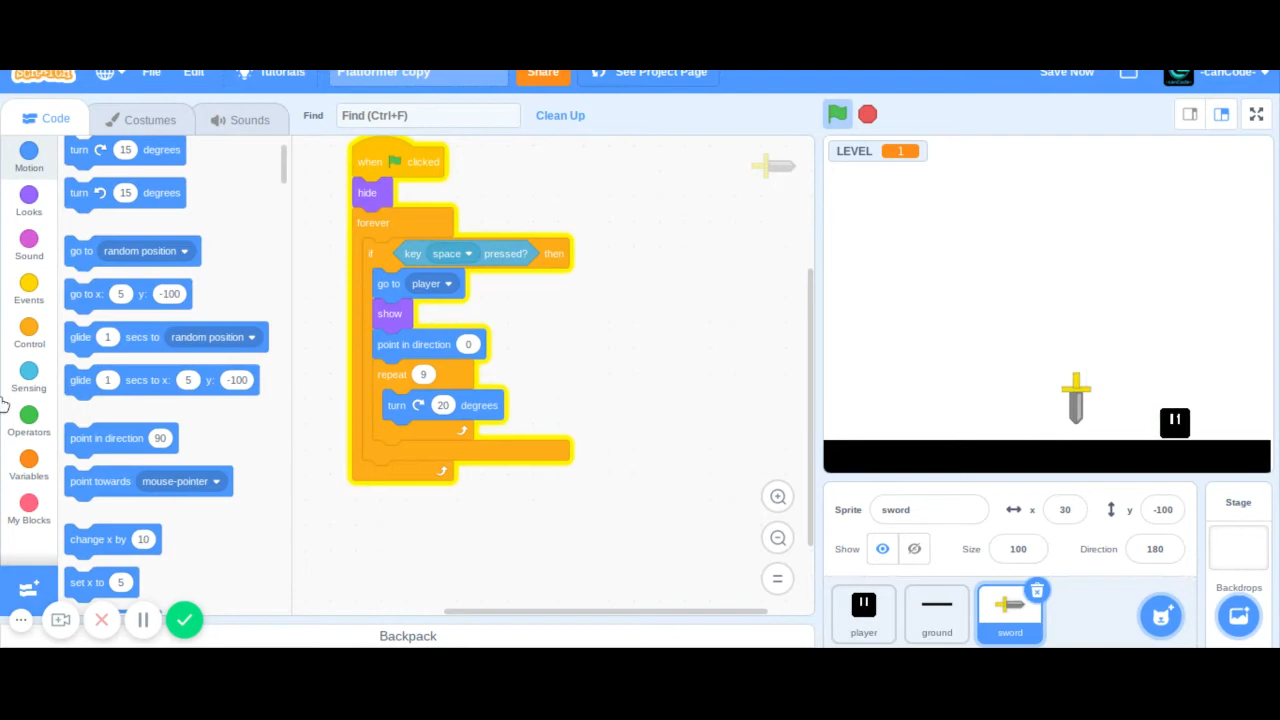 SCRATCH File Edit Tutorials Platformer copy Share See Project Page Save Now -canCode-
Code Costumes Sounds Find Find (Ctrl+F) Clean Up
Motion
Looks
Sound
Events
Control
Sensing
Operators
Variables
My Blocks
turn 15 degrees
turn 15 degrees
go to random position
go to x: 5 y: -100
glide 1 secs to random position
glide 1 secs to x: 5 y: -100
point in direction 90
point towards mouse-pointer
change x by 10
set x to 5
when clicked
hide
forever
if key space pressed? then
go to player
show
point in direction 0
repeat 9
turn 20 degrees
Backpack
LEVEL 1
Sprite sword x 30 y -100
Show Size 100 Direction 180
player ground sword
Stage
Backdrops